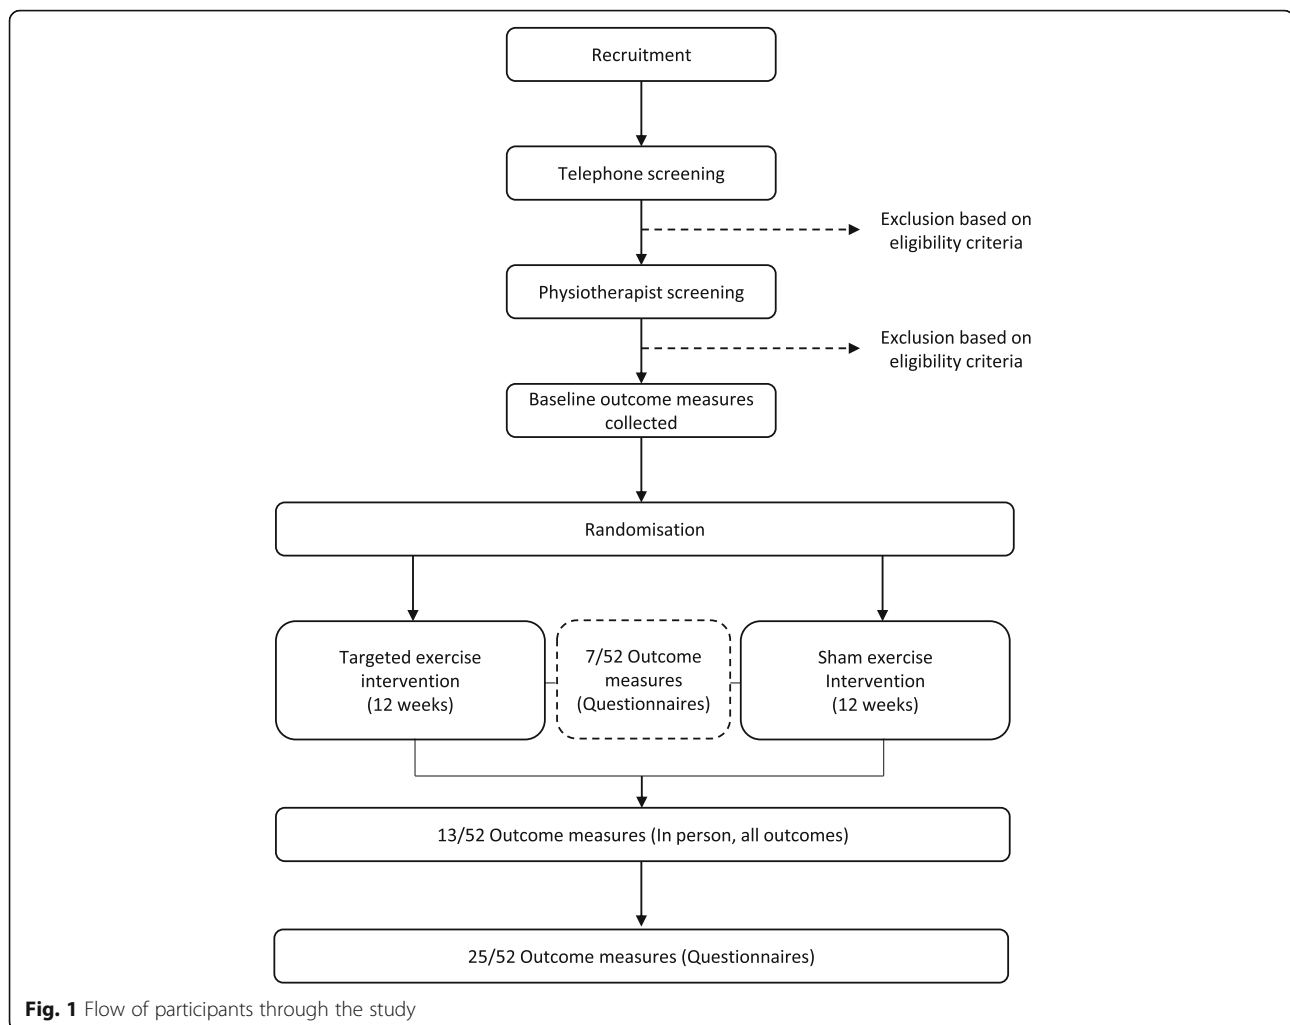 Recruitment
Telephone screening
Exclusion based on
eligibility criteria
Physiotherapist screening
Exclusion based on
eligibility criteria
Baseline outcome measures
collected
Randomisation
Targeted exercise
intervention
(12 weeks)
7/52 Outcome
measures
(Questionnaires)
Sham exercise
Intervention
(12 weeks)
13/52 Outcome measures (In person, all outcomes)
25/52 Outcome measures (Questionnaires)
Fig. 1 Flow of participants through the study